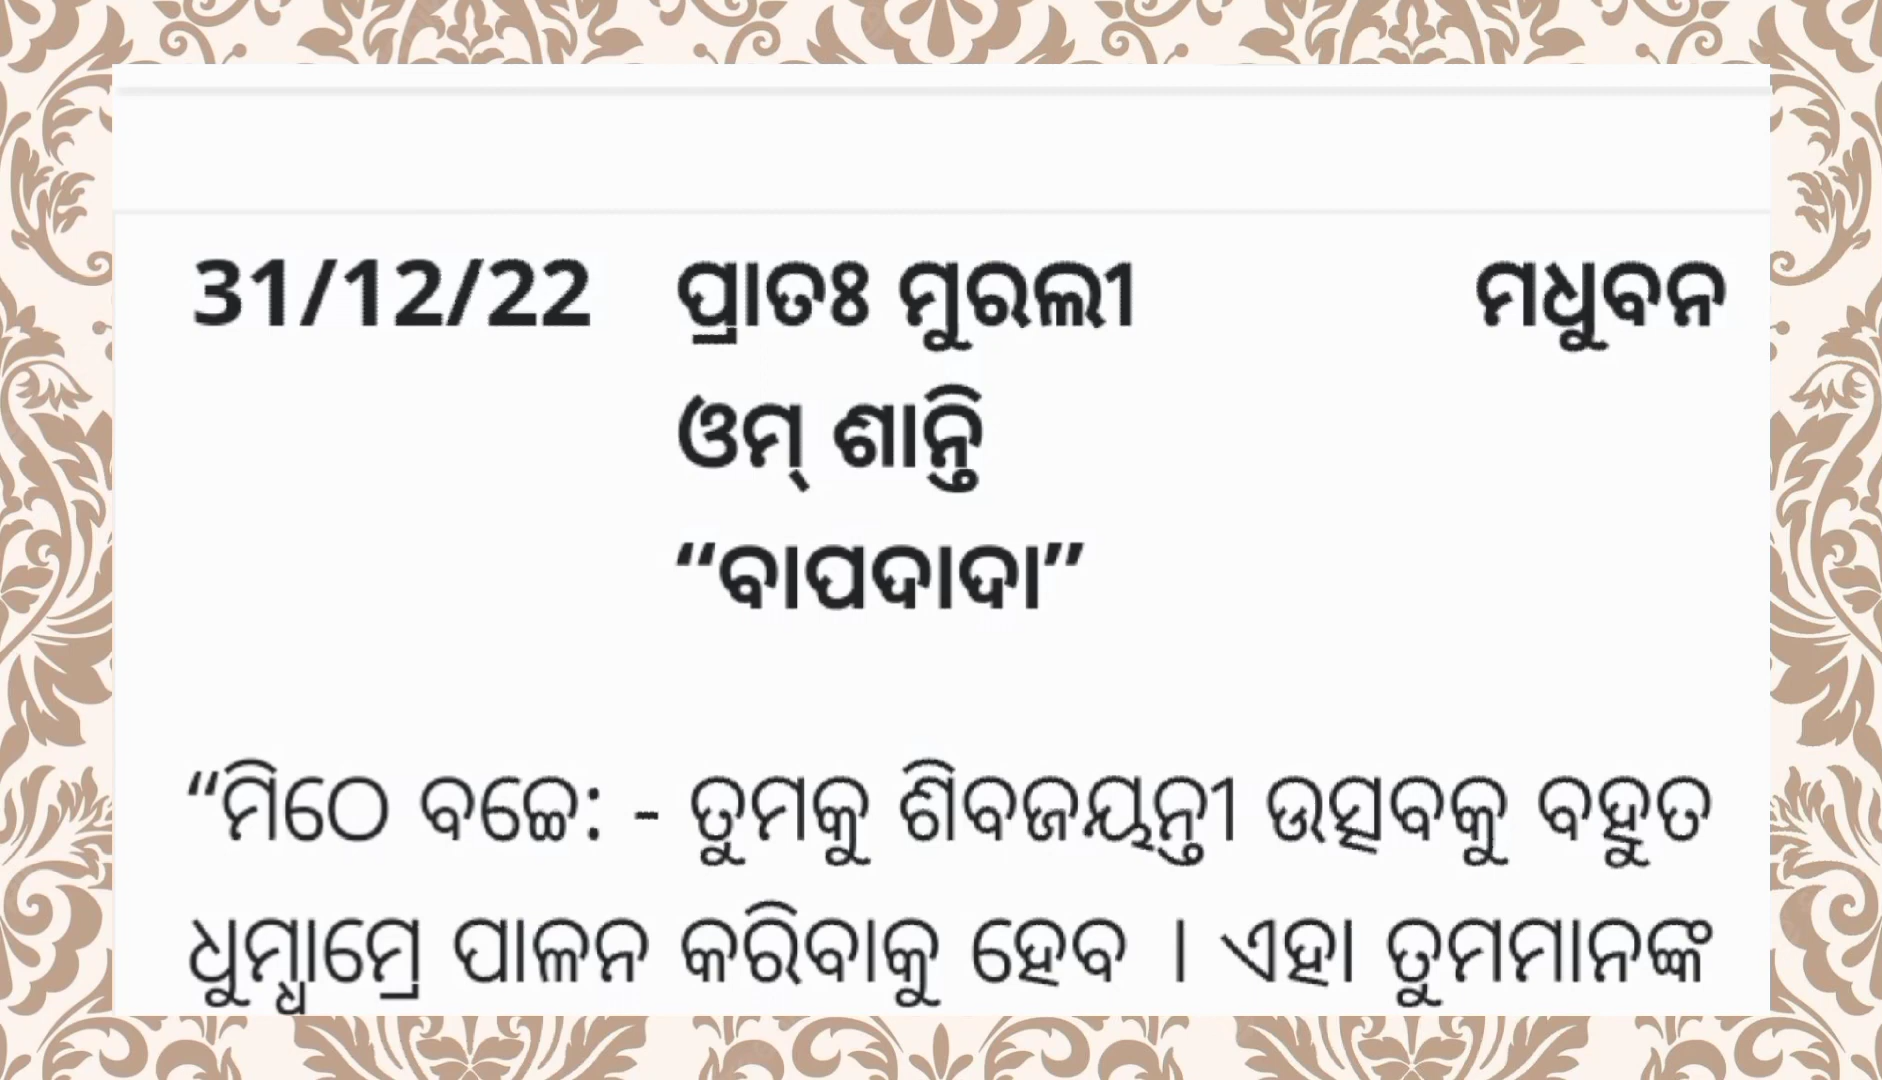 31/12/22 ପ୍ରାତଃ ମୁରଲୀ ମଧୁବନ
ଓମ୍ ଶାନ୍ତି
“ବାପଦାଦା”
“ମିଠେ ବଚ୍ଚେ: - ତୁମକୁ ଶିବଜୟନ୍ତୀ ଉତ୍ସବକୁ ବହୁତ
ଧୁମ୍ଧାମ୍ରେ ପାଳନ କରିବାକୁ ହେବ । ଏହା ତୁମମାନଙ୍କ